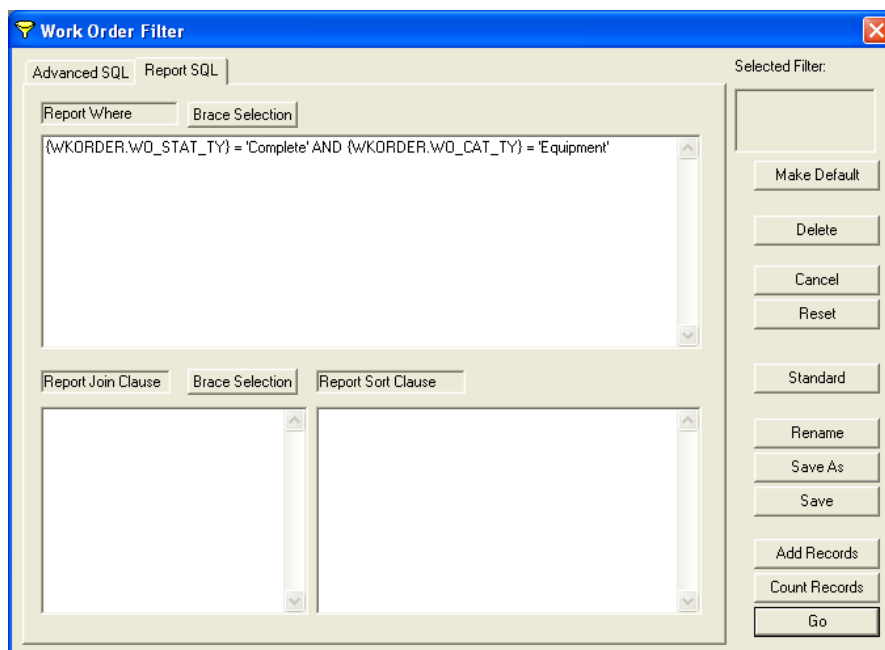 Work Order Filter
Advanced SQL
Report SQL
Selected Filter:
Report Where
Brace Selection
{WKORDER.WO_STAT_TY} = 'Complete' AND {WKORDER.WO_CAT_TY} = 'Equipment'
Make Default
Delete
Cancel
Reset
Report Join Clause
Brace Selection
Report Sort Clause
Standard
Rename
Save As
Save
Add Records
Count Records
Go